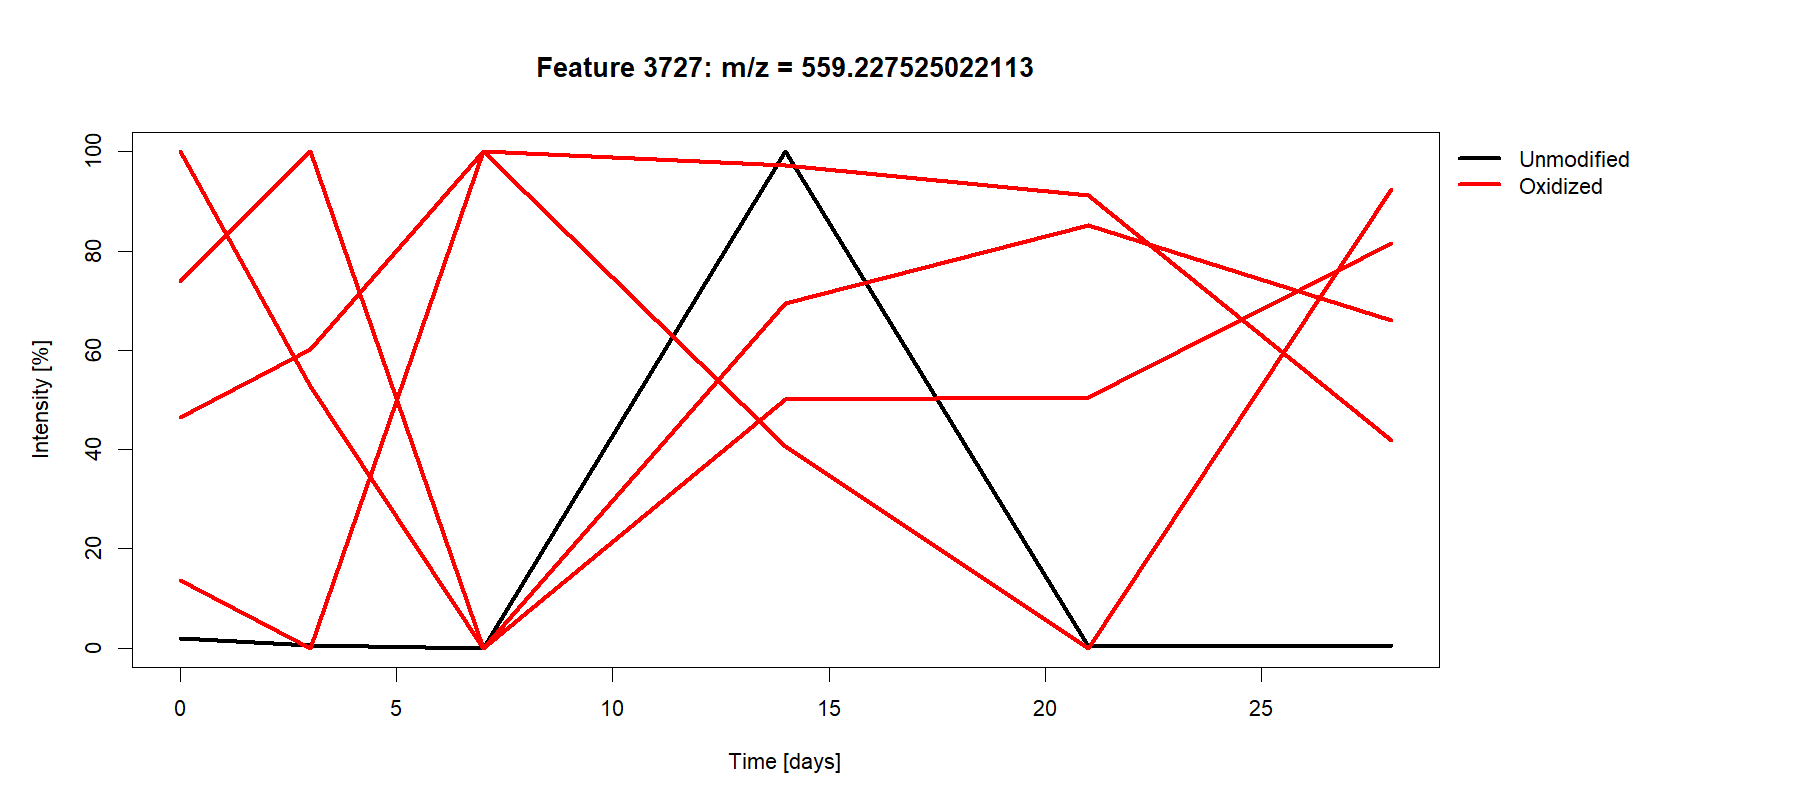 Feature 3727: m/z = 559.227525022113
100
80
60
40
20
0
Intensity [%]
0 5 10 15 20 25
Time [days]
Unmodified
Oxidized